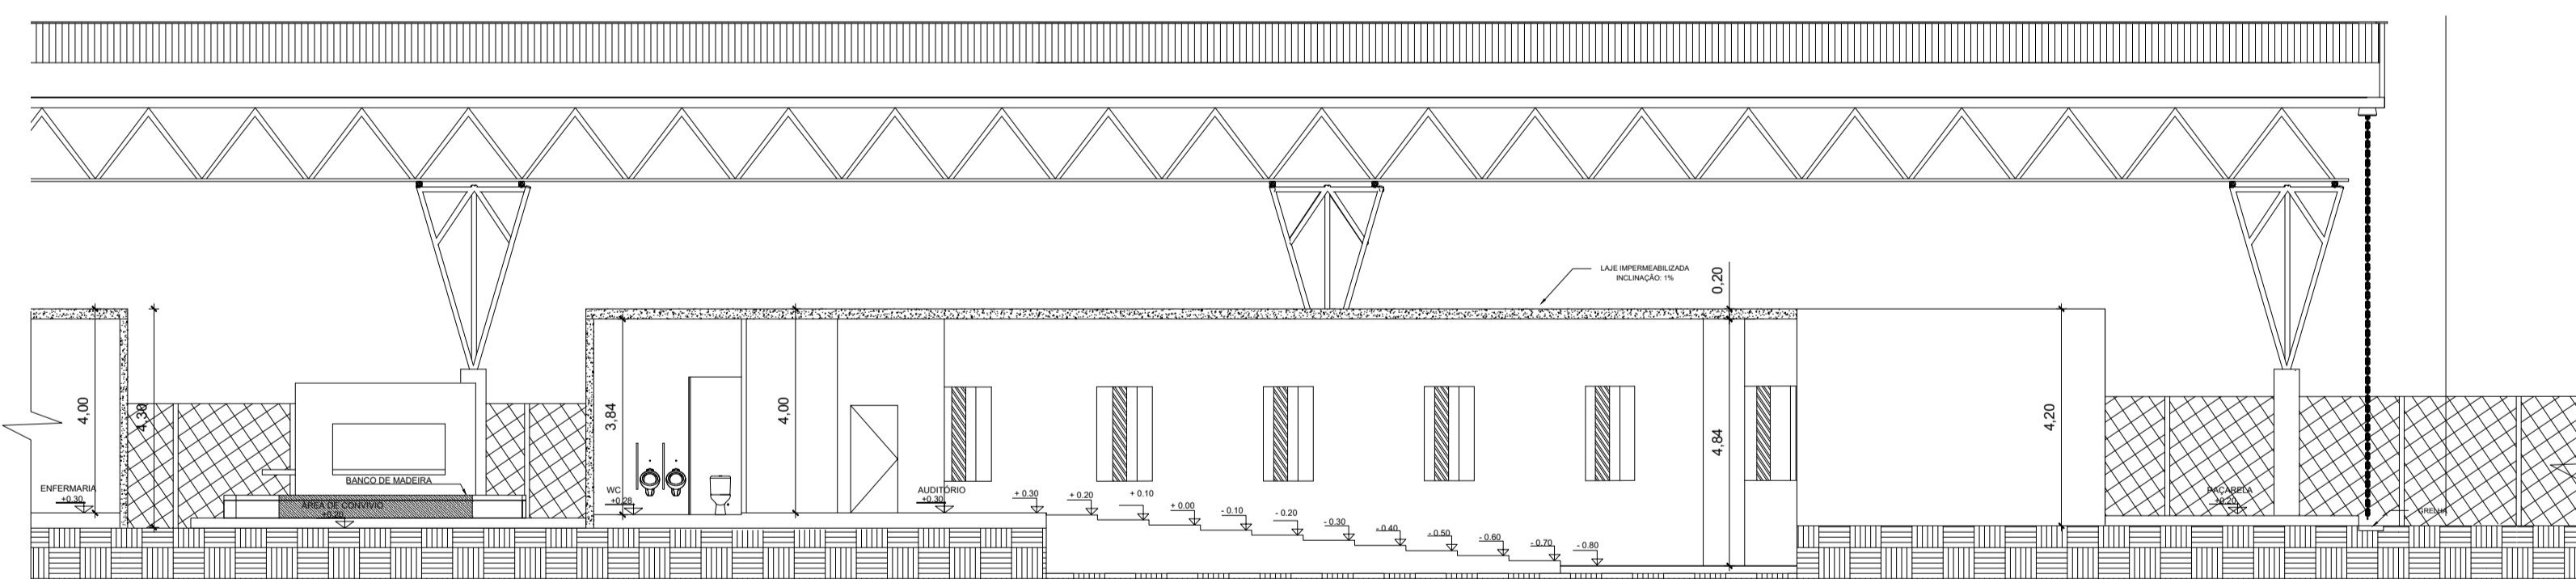 LAJE IMPERMEABILIZADA
INCLINAÇÃO: 1%
0,20
4,00
4,30
3,84
4,00
4,84
4,20
ENFERMARIA
+0.30
BANCO DE MADEIRA
ÁREA DE CONVIVIO
+0.20
WC
+0.28
AUDITÓRIO
+0.30
+ 0.30
+ 0.20
+ 0.10
+ 0.00
- 0.10
- 0.20
- 0.30
- 0.40
- 0.50
- 0.60
- 0.70
- 0.80
PAÇARELA
+0.20
GRELHA